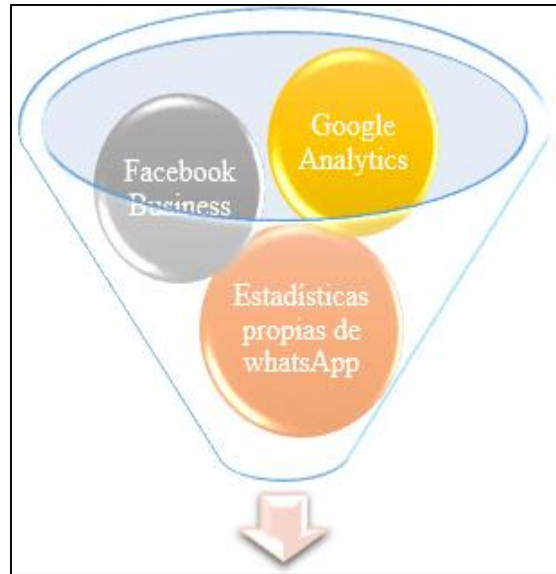 Google
Analytics
Facebook
Business
Estadísticas
propias de
whatsApp